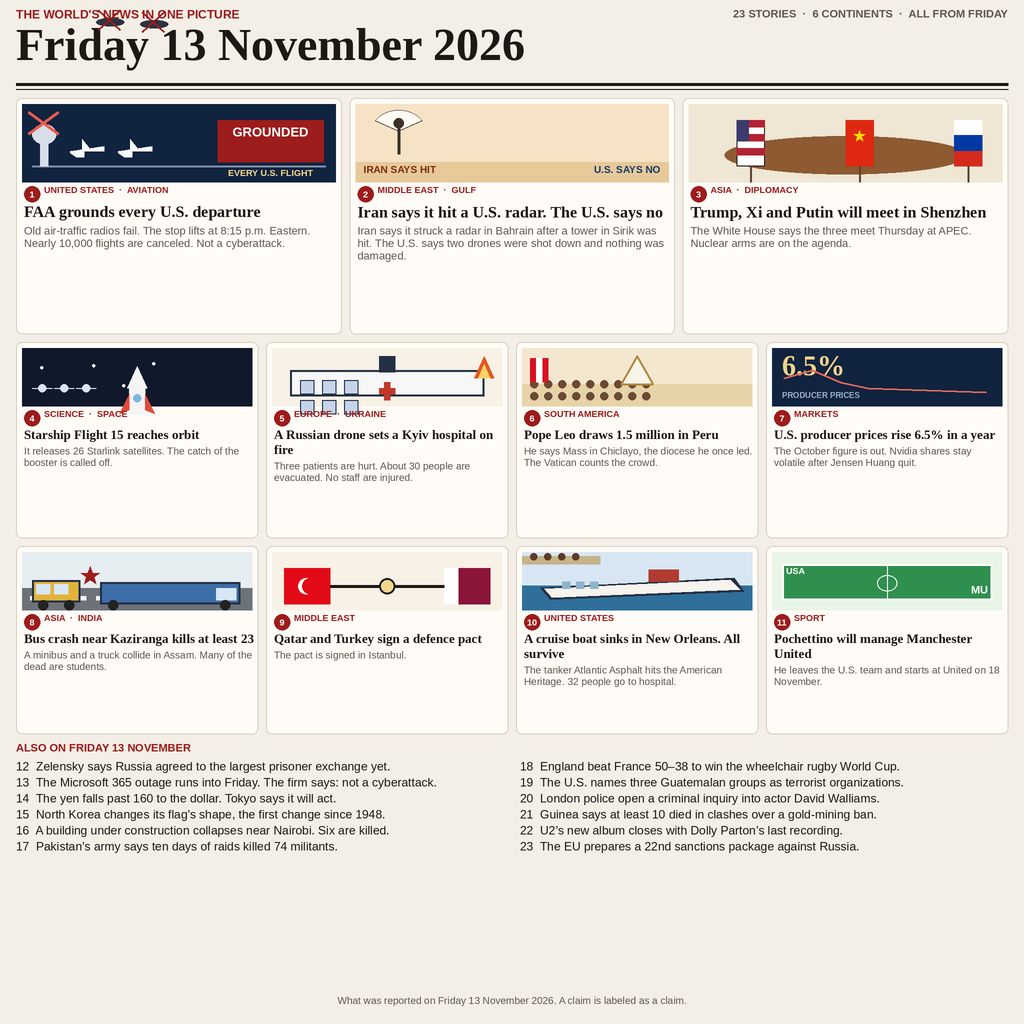 THE WORLD'S NEWS IN ONE PICTURE
23 STORIES · 6 CONTINENTS · ALL FROM FRIDAY
Friday 13 November 2026
GROUNDED
EVERY U.S. FLIGHT
1 UNITED STATES · AVIATION
FAA grounds every U.S. departure
Old air-traffic radios fail. The stop lifts at 8:15 p.m. Eastern.
Nearly 10,000 flights are canceled. Not a cyberattack.
IRAN SAYS HIT
U.S. SAYS NO
2 MIDDLE EAST · GULF
Iran says it hit a U.S. radar. The U.S. says no
Iran says it struck a radar in Bahrain after a tower in Sirik was
hit. The U.S. says two drones were shot down and nothing was
damaged.
3 ASIA · DIPLOMACY
Trump, Xi and Putin will meet in Shenzhen
The White House says the three meet Thursday at APEC.
Nuclear arms are on the agenda.
4 SCIENCE · SPACE
Starship Flight 15 reaches orbit
It releases 26 Starlink satellites. The catch of the
booster is called off.
5 EUROPE · UKRAINE
A Russian drone sets a Kyiv hospital on
fire
Three patients are hurt. About 30 people are
evacuated. No staff are injured.
6 SOUTH AMERICA
Pope Leo draws 1.5 million in Peru
He says Mass in Chiclayo, the diocese he once led.
The Vatican counts the crowd.
6.5%
PRODUCER PRICES
7 MARKETS
U.S. producer prices rise 6.5% in a year
The October figure is out. Nvidia shares stay
volatile after Jensen Huang quit.
8 ASIA · INDIA
Bus crash near Kaziranga kills at least 23
A minibus and a truck collide in Assam. Many of the
dead are students.
9 MIDDLE EAST
Qatar and Turkey sign a defence pact
The pact is signed in Istanbul.
10 UNITED STATES
A cruise boat sinks in New Orleans. All
survive
The tanker Atlantic Asphalt hits the American
Heritage. 32 people go to hospital.
USA
MU
11 SPORT
Pochettino will manage Manchester
United
He leaves the U.S. team and starts at United on 18
November.
ALSO ON FRIDAY 13 NOVEMBER
12 Zelensky says Russia agreed to the largest prisoner exchange yet.
13 The Microsoft 365 outage runs into Friday. The firm says: not a cyberattack.
14 The yen falls past 160 to the dollar. Tokyo says it will act.
15 North Korea changes its flag’s shape, the first change since 1948.
16 A building under construction collapses near Nairobi. Six are killed.
17 Pakistan’s army says ten days of raids killed 74 militants.
18 England beat France 50–38 to win the wheelchair rugby World Cup.
19 The U.S. names three Guatemalan groups as terrorist organizations.
20 London police open a criminal inquiry into actor David Walliams.
21 Guinea says at least 10 died in clashes over a gold-mining ban.
22 U2’s new album closes with Dolly Parton’s last recording.
23 The EU prepares a 22nd sanctions package against Russia.
What was reported on Friday 13 November 2026. A claim is labeled as a claim.